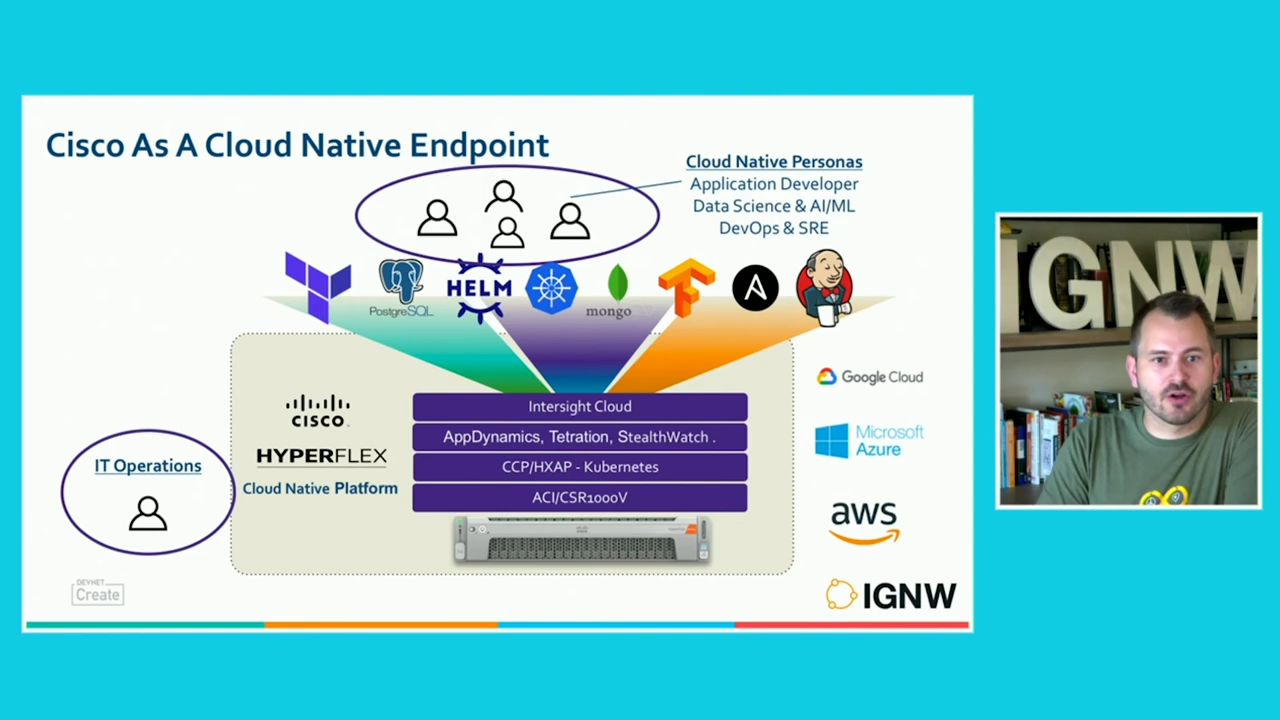 Cisco As A Cloud Native Endpoint
Cloud Native Personas
Application Developer
Data Science & AI/ML
DevOps & SRE
PostgreSQL
HELM
mongo
A
Intersight Cloud
AppDynamics, Tetration, StealthWatch .
CCP/HXAP - Kubernetes
ACI/CSR1000V
CISCO
HYPERFLEX
Cloud Native Platform
IT Operations
Google Cloud
Microsoft
Azure
aws
DEVNET
Create
IGNW
IGNW